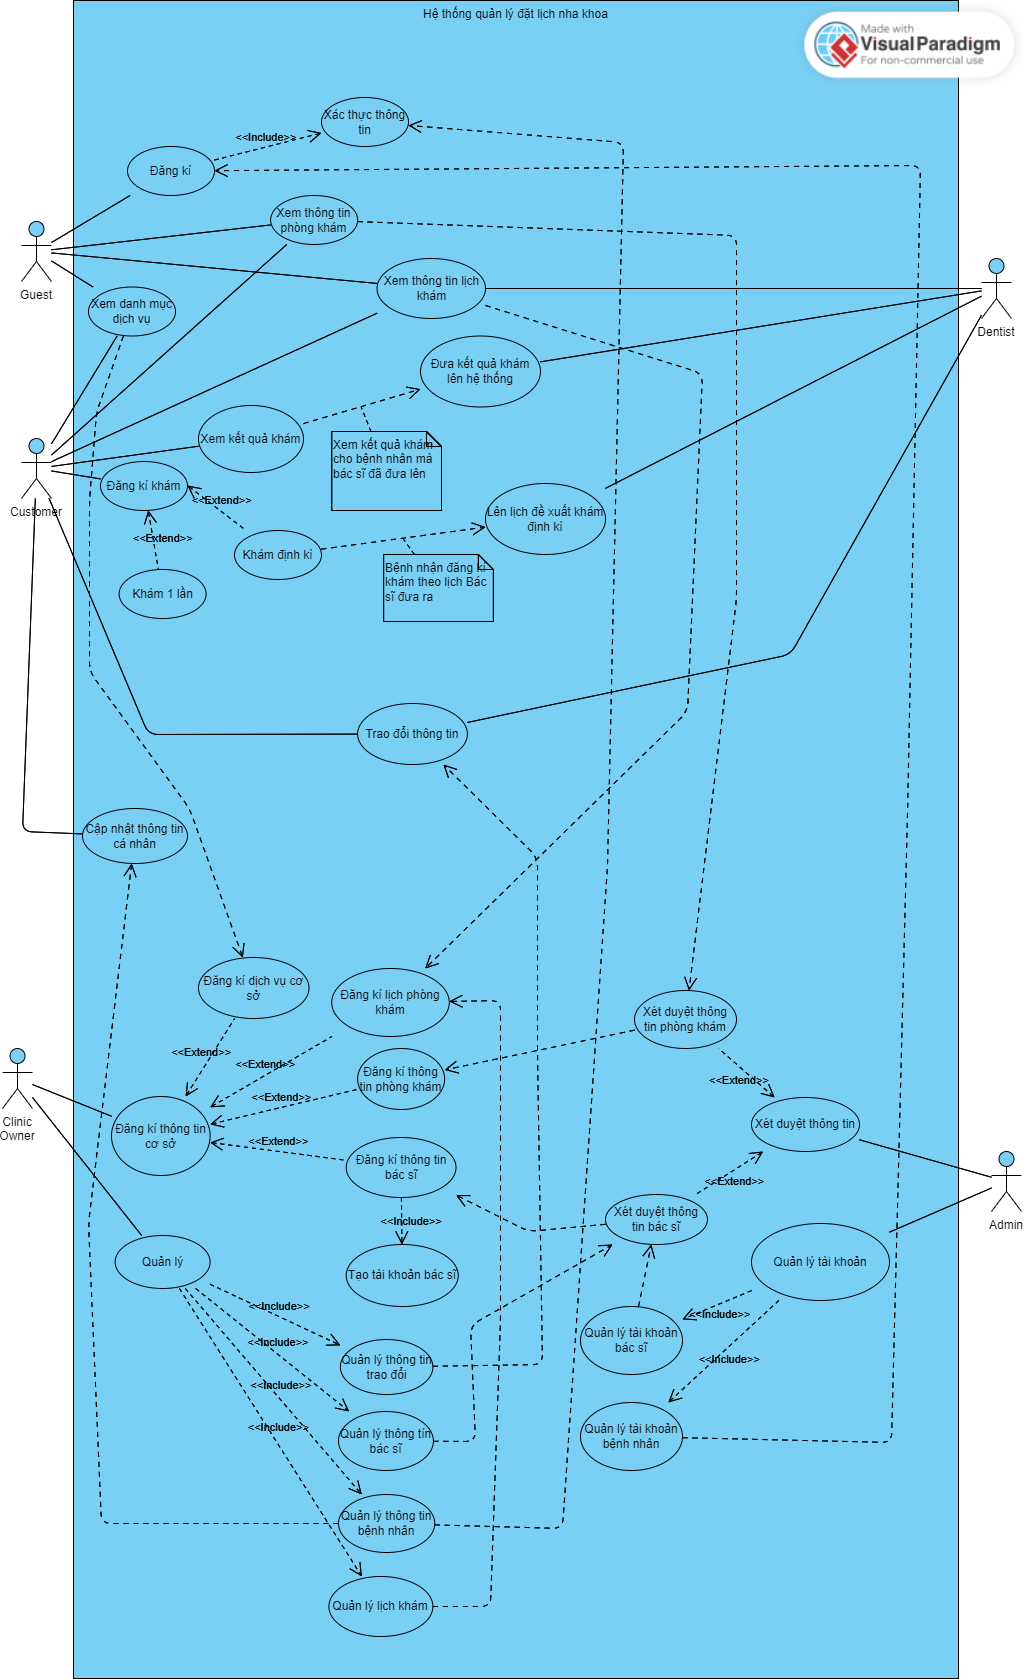 Hệ thống quản lý đặt lịch nha khoa
Made with
Visual Paradigm
For non-commercial use
Xác thực thông
tin
<<Include>>
Đăng kí
Xem thông tin
phòng khám
Guest
Xem thông tin lịch
khám
Xem danh mục
dịch vụ
Dentist
Đưa kết quả khám
lên hệ thống
Xem kết quả khám
Xem kết quả khám
cho bệnh nhân mà
bác sĩ đã đưa lên
Customer
Đăng kí khám
<<Extend>>
Lên lịch đề xuất khám
định kì
<<Extend>>
Khám định kì
Bệnh nhận đăng kí
khám theo lịch Bác
sĩ đưa ra
Khám 1 lần
Trao đổi thông tin
Cập nhật thông tin
cá nhân
Đăng kí dịch vụ cơ
sở
Đăng kí lịch phòng
khám
Xét duyệt thông
tin phòng khám
<<Extend>>
<<Extend>>
Đăng kí thông
tin phòng khám
<<Extend>>
<<Extend>>
Clinic
Owner
Đăng kí thông tin
cơ sở
<<Extend>>
Xét duyệt thông tin
Đăng kí thông tin
bác sĩ
<<Extend>>
<<Include>>
Xét duyệt thông
tin bác sĩ
Admin
Quản lý
Tạo tài khoản bác sĩ
Quản lý tài khoản
<<Include>>
<<Include>>
<<Include>>
Quản lý tài khoản
bác sĩ
<<Include>>
Quản lý thông tin
trao đổi
<<Include>>
<<Include>>
Quản lý thông tin
bác sĩ
Quản lý tài khoản
bệnh nhân
Quản lý thông tin
bệnh nhân
Quản lý lịch khám